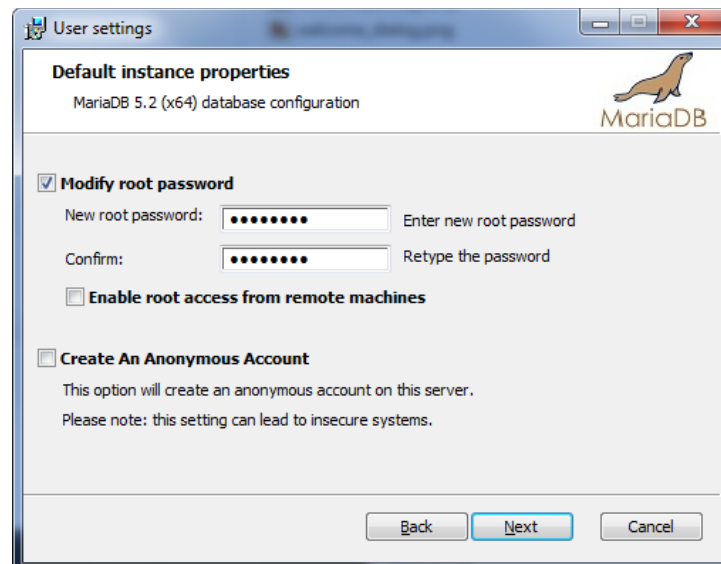 User settings
Default instance properties
MariaDB 5.2 (x64) database configuration
MariaDB
Modify root password
New root password: •••••••• Enter new root password
Confirm: •••••••• Retype the password
Enable root access from remote machines
Create An Anonymous Account
This option will create an anonymous account on this server.
Please note: this setting can lead to insecure systems.
Back Next Cancel